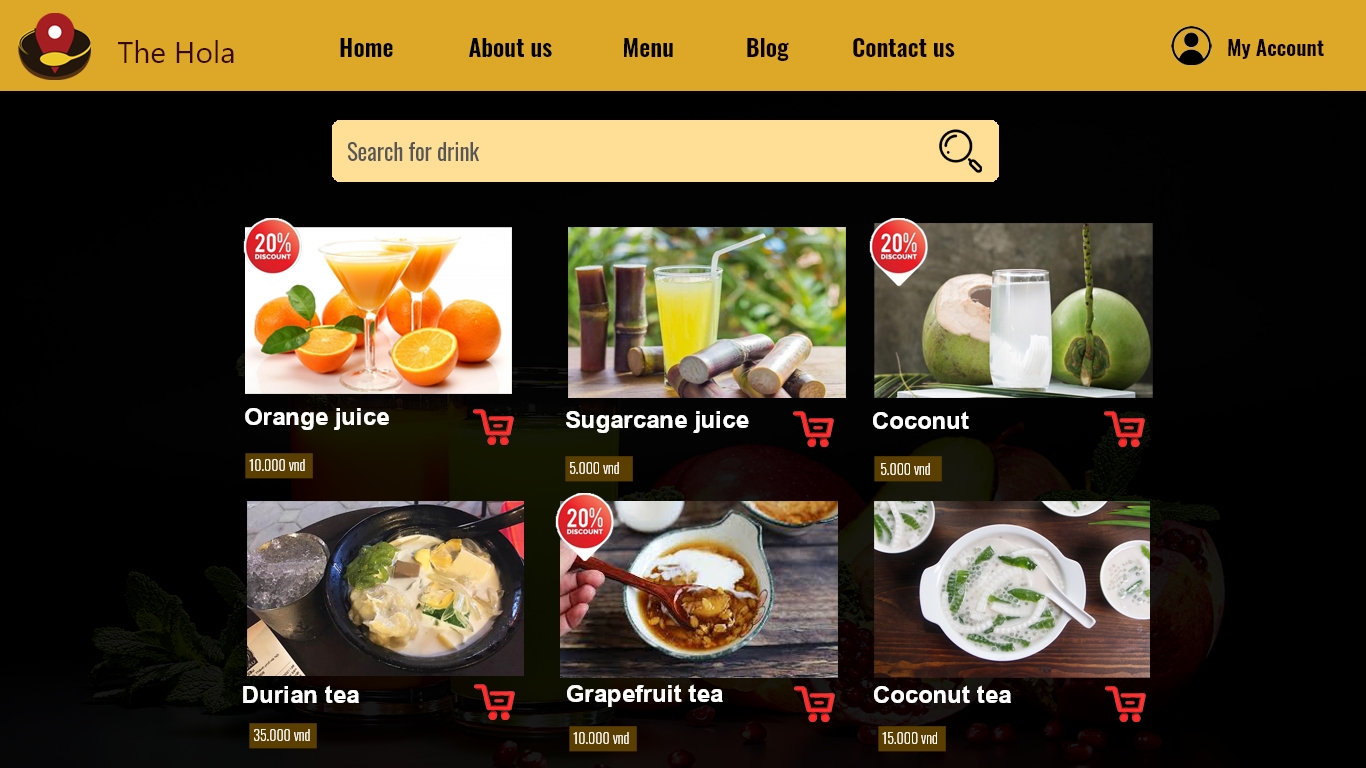 The Hola
Home
About us
Menu
Blog
Contact us
My Account
Search for drink
20%
DISCOUNT
20%
DISCOUNT
Orange juice
Sugarcane juice
Coconut
10.000 vnd
5.000 vnd
5.000 vnd
20%
DISCOUNT
Durian tea
Grapefruit tea
Coconut tea
35.000 vnd
10.000 vnd
15.000 vnd